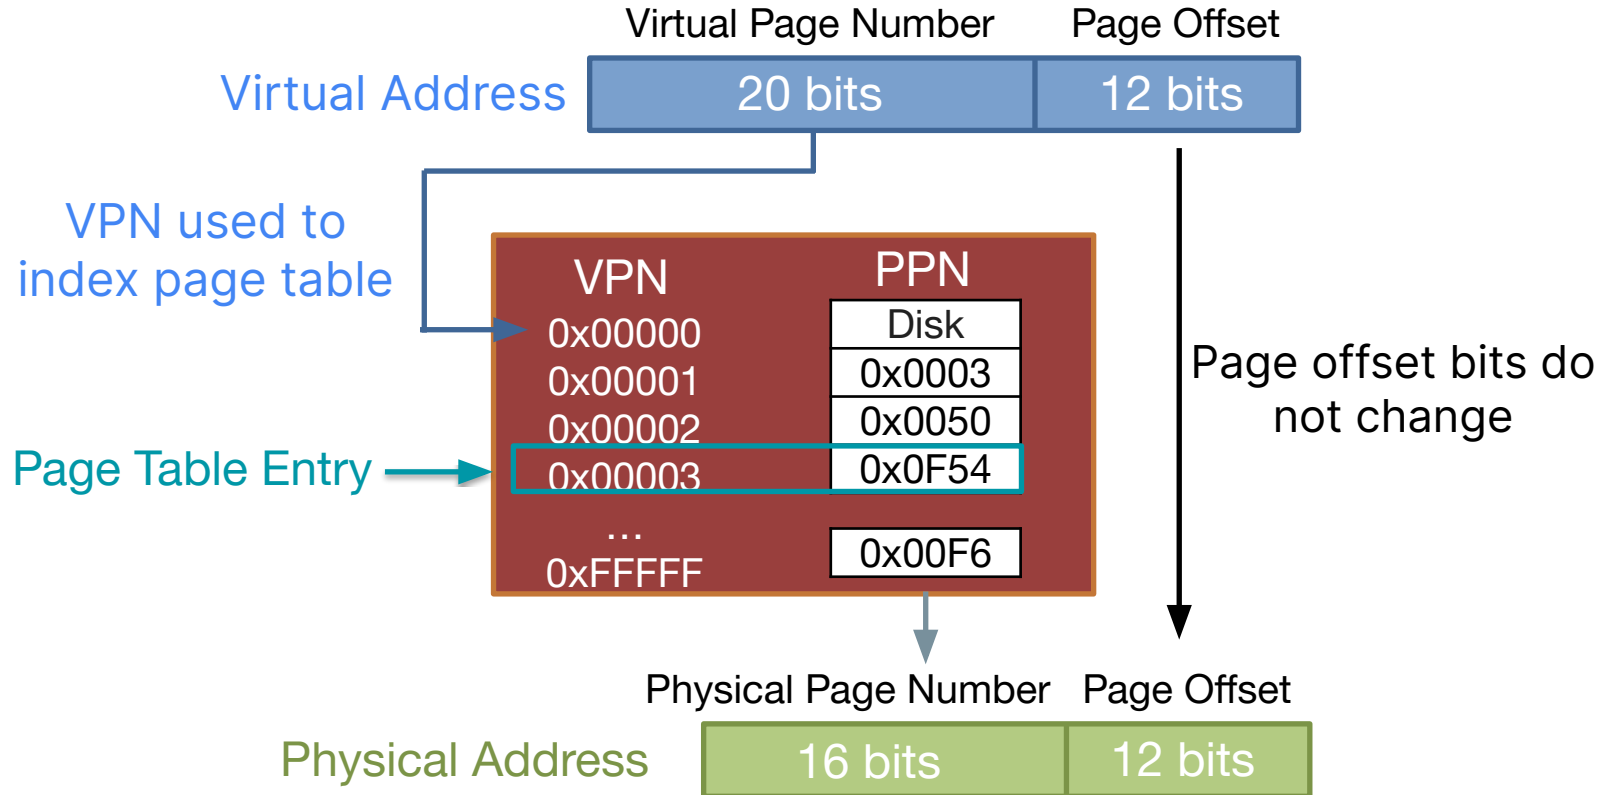 Virtual Page Number Page Offset
Virtual Address 20 bits 12 bits
VPN used to
index page table
VPN PPN
0x00000 Disk
0x00001 0x0003
0x00002 0x0050
Page Table Entry 0x00003 0x0F54
...
0xFFFFF 0x00F6
Page offset bits do
not change
Physical Page Number Page Offset
Physical Address 16 bits 12 bits